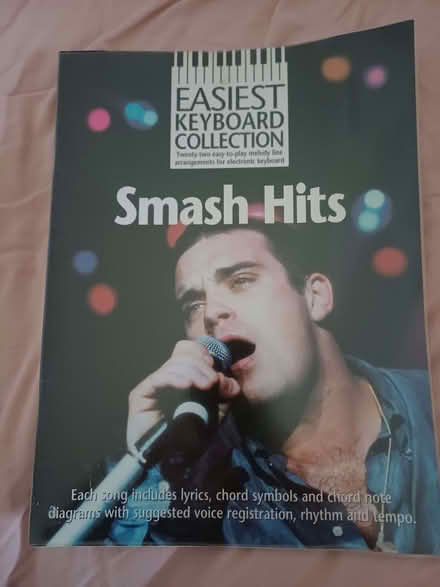 EASIEST
KEYBOARD
COLLECTION
Twenty-two easy-to-play melody line
arrangements for electronic keyboard
Smash Hits
Each song includes lyrics, chord symbols and chord note
diagrams with suggested voice registration, rhythm and tempo.